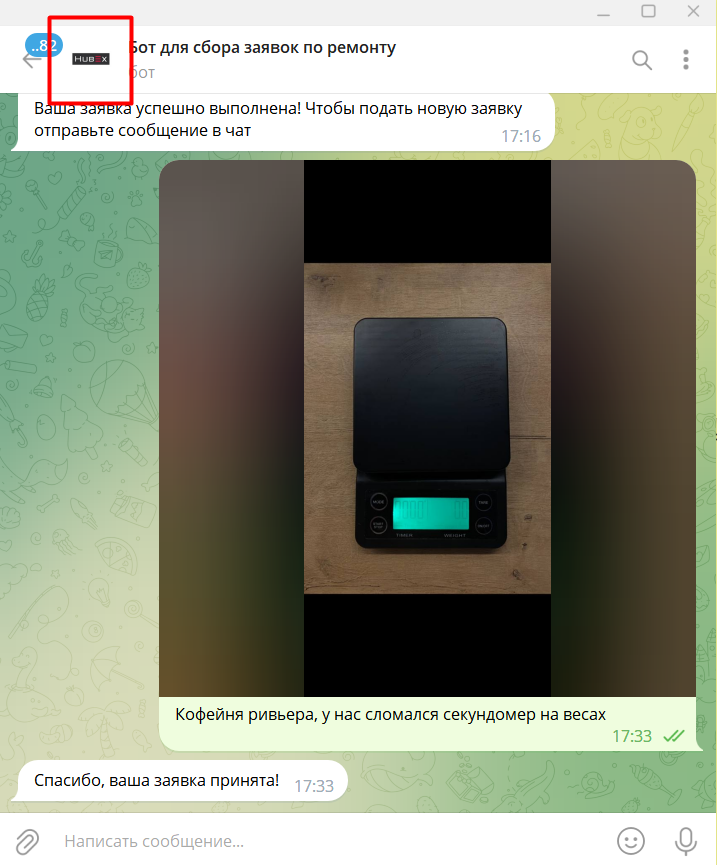 ..82
HUBEX
Бот для сбора заявок по ремонту
бот
Ваша заявка успешно выполнена! Чтобы подать новую заявку
отправьте сообщение в чат
17:16
MODE
TARE
TIMER
WEIGHT
Кофейня ривьера, у нас сломался секундомер на весах
17:33
Спасибо, ваша заявка принята!
17:33
Написать сообщение...